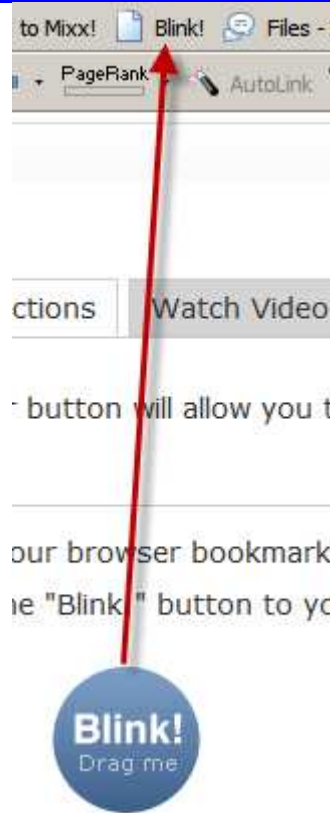 to Mixx! Blink! Files -
PageRank AutoLink
ctions Watch Video
button will allow you t
our browser bookmark
e "Blink!" button to yo
Blink!
Drag me